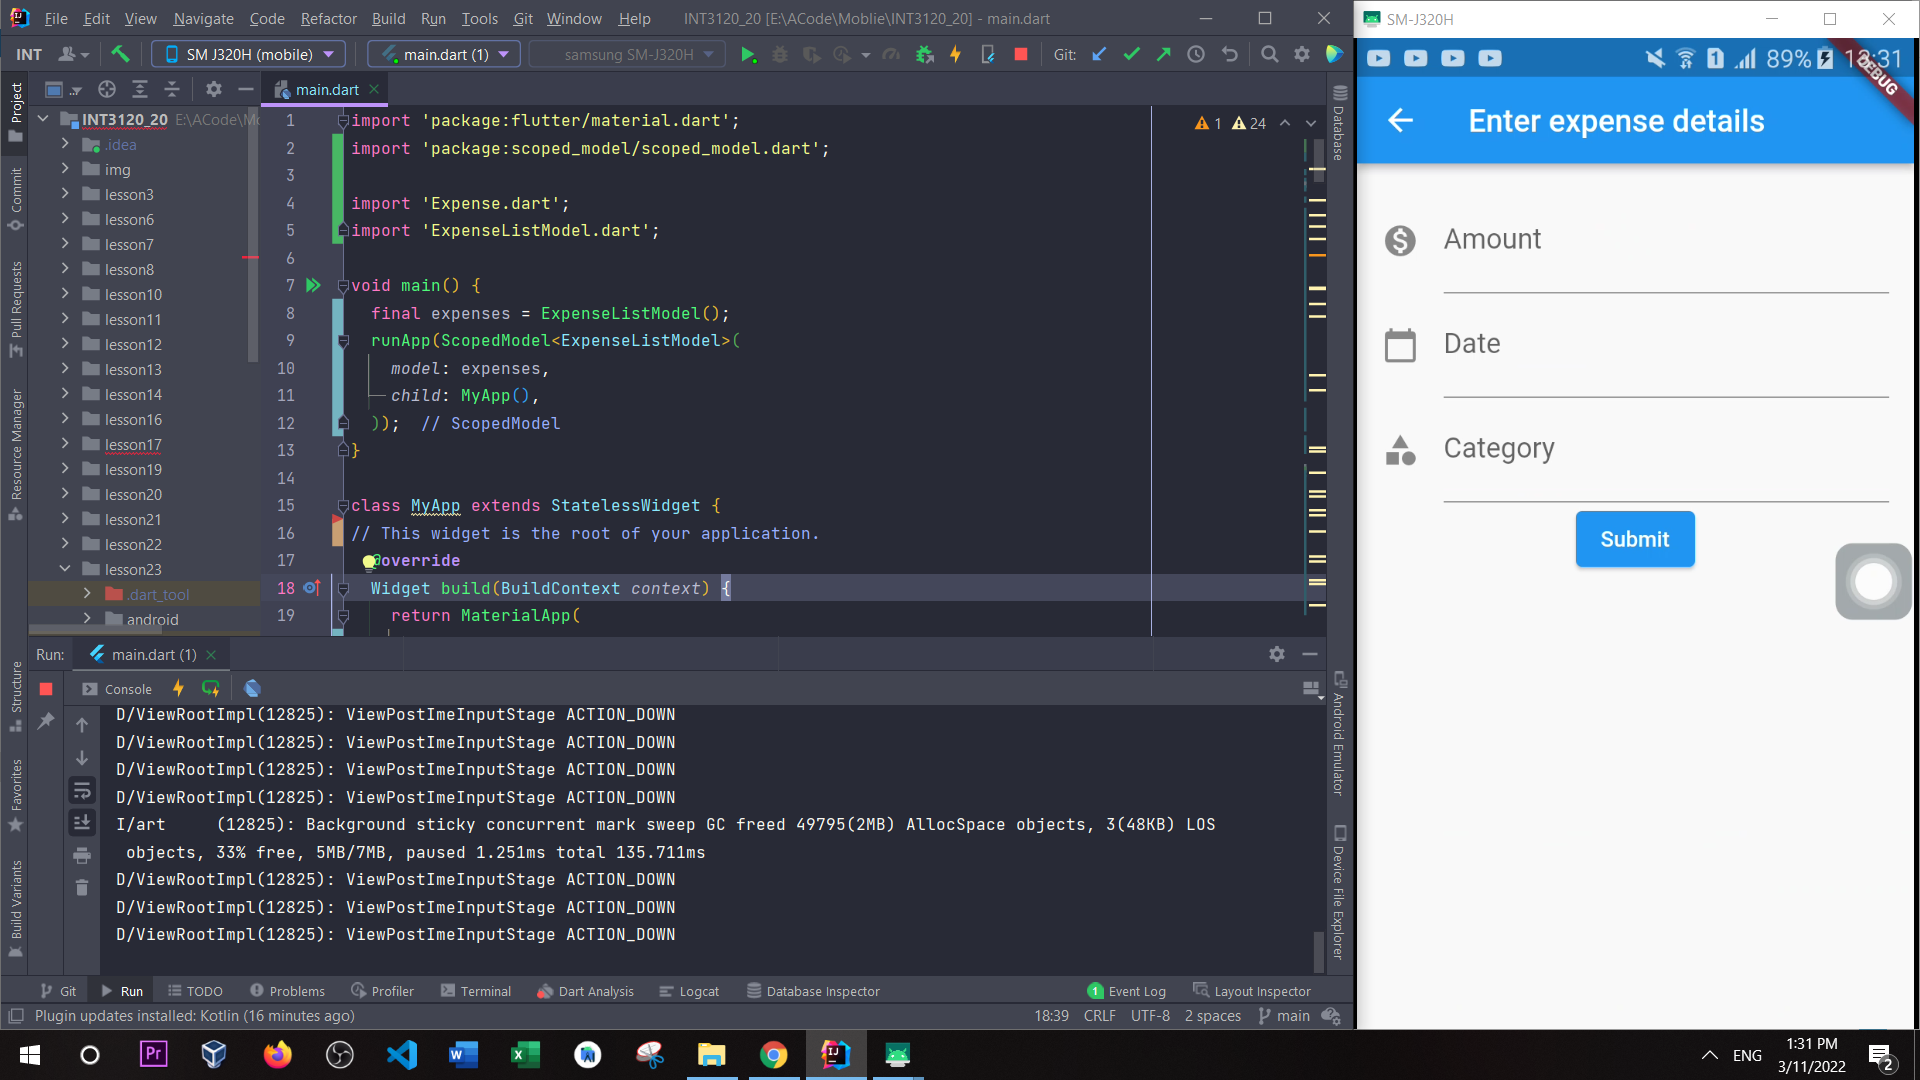 File Edit View Navigate Code Refactor Build Run Tools Git Window Help INT3120_20 [E:\ACode\Moblie\INT3120_20] - main.dart
INT SM J320H (mobile) main.dart (1) samsung SM-J320H Git:
Project
Commit
Pull Requests
Resource Manager
Structure
Favorites
Build Variants
INT3120_20 E:\ACode\Mo
.idea
img
lesson3
lesson6
lesson7
lesson8
lesson10
lesson11
lesson12
lesson13
lesson14
lesson16
lesson17
lesson19
lesson20
lesson21
lesson22
lesson23
.dart_tool
android
main.dart
1 24
1 import 'package:flutter/material.dart';
2 import 'package:scoped_model/scoped_model.dart';
3
4 import 'Expense.dart';
5 import 'ExpenseListModel.dart';
6
7 void main() {
8 final expenses = ExpenseListModel();
9 runApp(ScopedModel<ExpenseListModel>(
10 model: expenses,
11 child: MyApp(),
12 )); // ScopedModel
13 }
14
15 class MyApp extends StatelessWidget {
16 // This widget is the root of your application.
17 @override
18 Widget build(BuildContext context) {
19 return MaterialApp(
Database
Android Emulator
Device File Explorer
Run: main.dart (1)
Console
D/ViewRootImpl(12825): ViewPostImeInputStage ACTION_DOWN
D/ViewRootImpl(12825): ViewPostImeInputStage ACTION_DOWN
D/ViewRootImpl(12825): ViewPostImeInputStage ACTION_DOWN
D/ViewRootImpl(12825): ViewPostImeInputStage ACTION_DOWN
I/art (12825): Background sticky concurrent mark sweep GC freed 49795(2MB) AllocSpace objects, 3(48KB) LOS
objects, 33% free, 5MB/7MB, paused 1.251ms total 135.711ms
D/ViewRootImpl(12825): ViewPostImeInputStage ACTION_DOWN
D/ViewRootImpl(12825): ViewPostImeInputStage ACTION_DOWN
D/ViewRootImpl(12825): ViewPostImeInputStage ACTION_DOWN
Git Run TODO Problems Profiler Terminal Dart Analysis Logcat Database Inspector 1 Event Log Layout Inspector
Plugin updates installed: Kotlin (16 minutes ago) 18:39 CRLF UTF-8 2 spaces main
SM-J320H
1 89% 13:31
DEBUG
Enter expense details
Amount
Date
Category
Submit
Pr
W
X
IJ
ENG
1:31 PM
3/11/2022
2